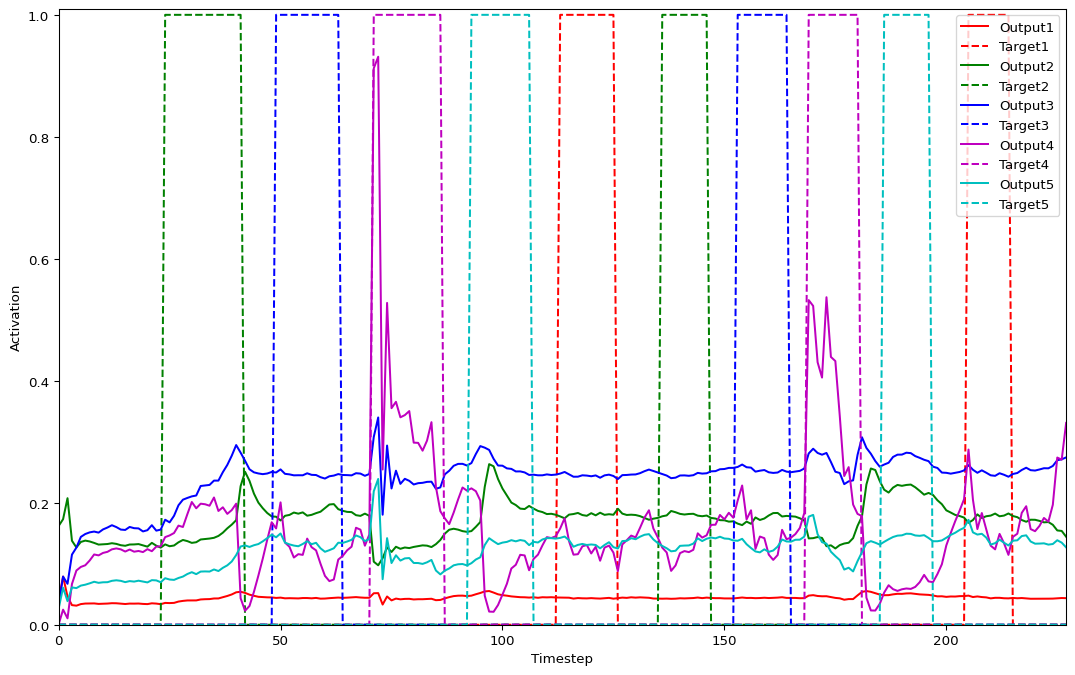 1.0
0.8
0.6
0.4
0.2
0.0
Activation
0
50
100
150
200
Timestep
Output1
Target1
Output2
Target2
Output3
Target3
Output4
Target4
Output5
Target5